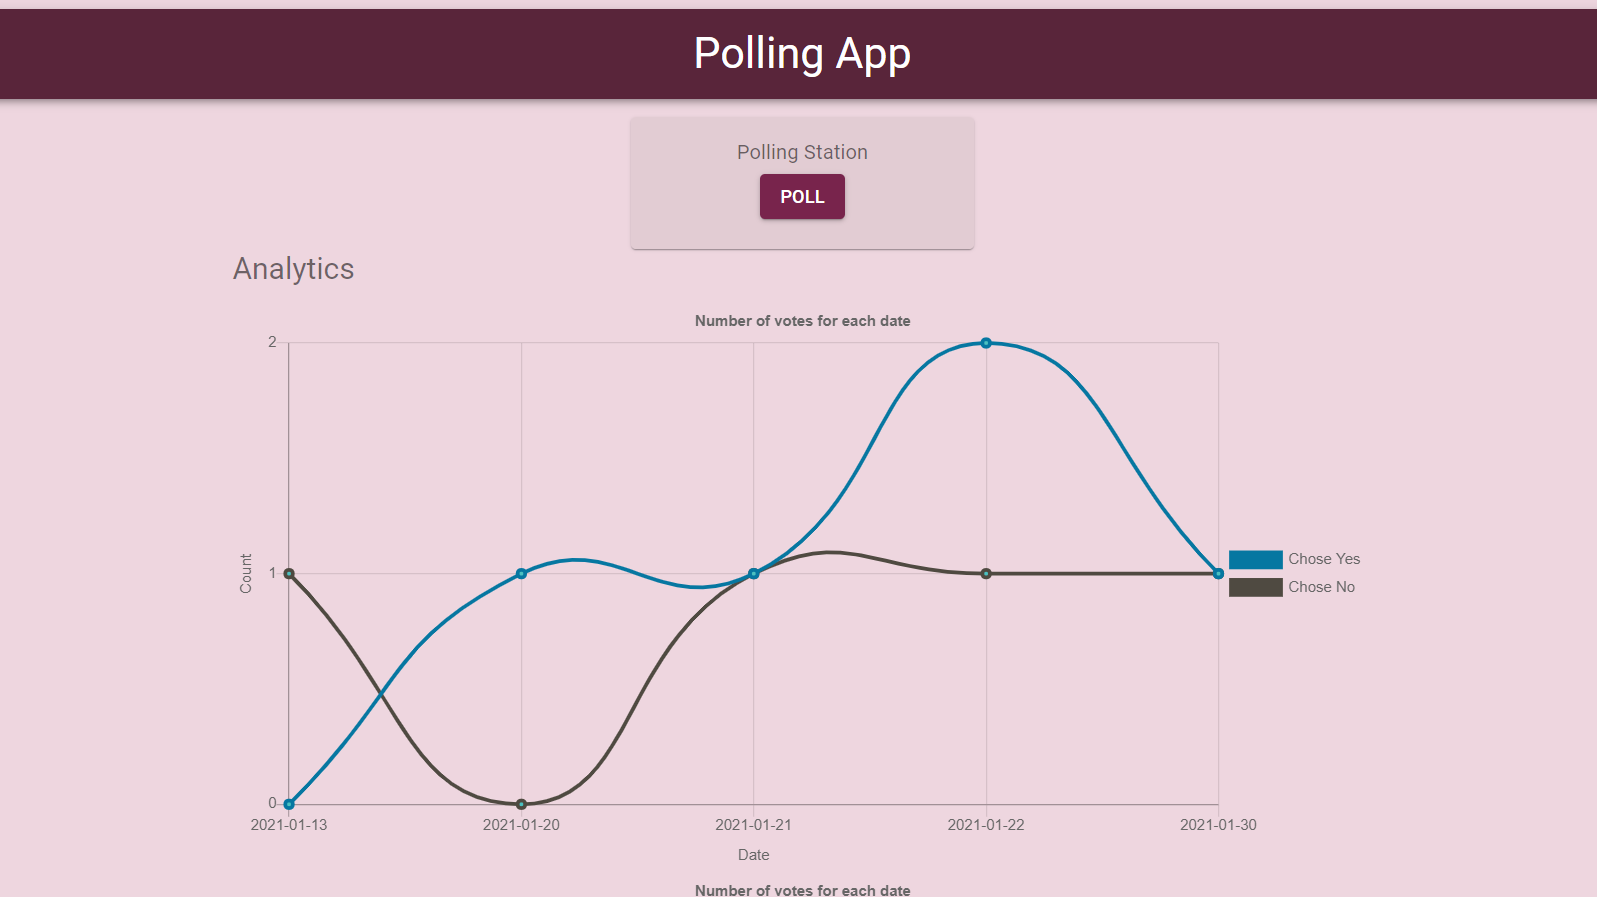 Polling App
Polling Station
POLL
Analytics
Number of votes for each date
2
1
0
Count
Chose Yes
Chose No
2021-01-13
2021-01-20
2021-01-21
2021-01-22
2021-01-30
Date
Number of votes for each date